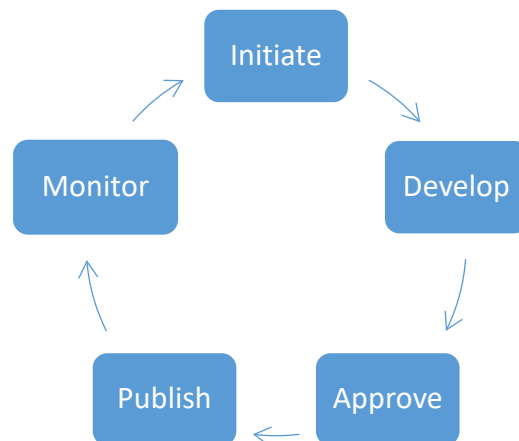 Initiate
Develop
Approve
Publish
Monitor